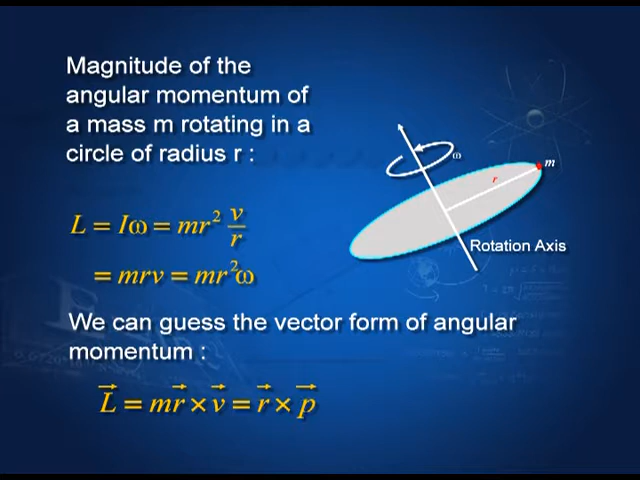 Magnitude of the
angular momentum of
a mass m rotating in a
circle of radius r :
L = Iω = mr² v/r
= mrv = mr²ω
ω
m
r
Rotation Axis
We can guess the vector form of angular
momentum :
L⃗ = mr⃗ × v⃗ = r⃗ × p⃗